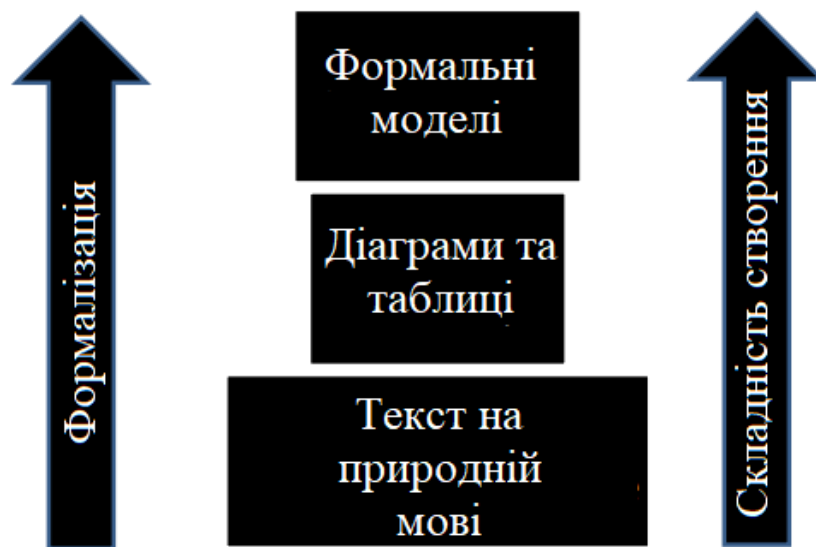 Формалізація
Формальні
моделі
Діаграми та
таблиці
Текст на
природній
мові
Складність створення